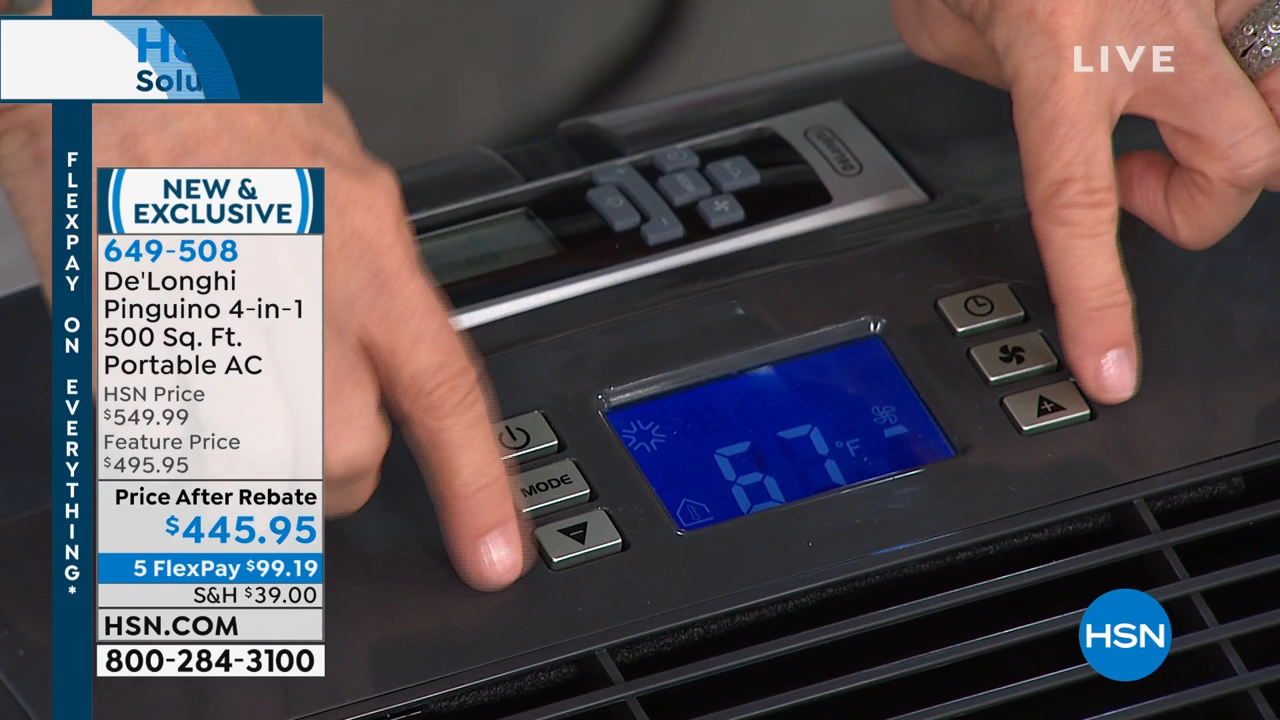 Ho
Solu
LIVE
FLEXPAY ON EVERYTHING*
NEW &
EXCLUSIVE
649-508
De'Longhi
Pinguino 4-in-1
500 Sq. Ft.
Portable AC
HSN Price
$549.99
Feature Price
$495.95
Price After Rebate
$445.95
5 FlexPay $99.19
S&H $39.00
HSN.COM
800-284-3100
DeLonghi
MODE
67°F
HSN